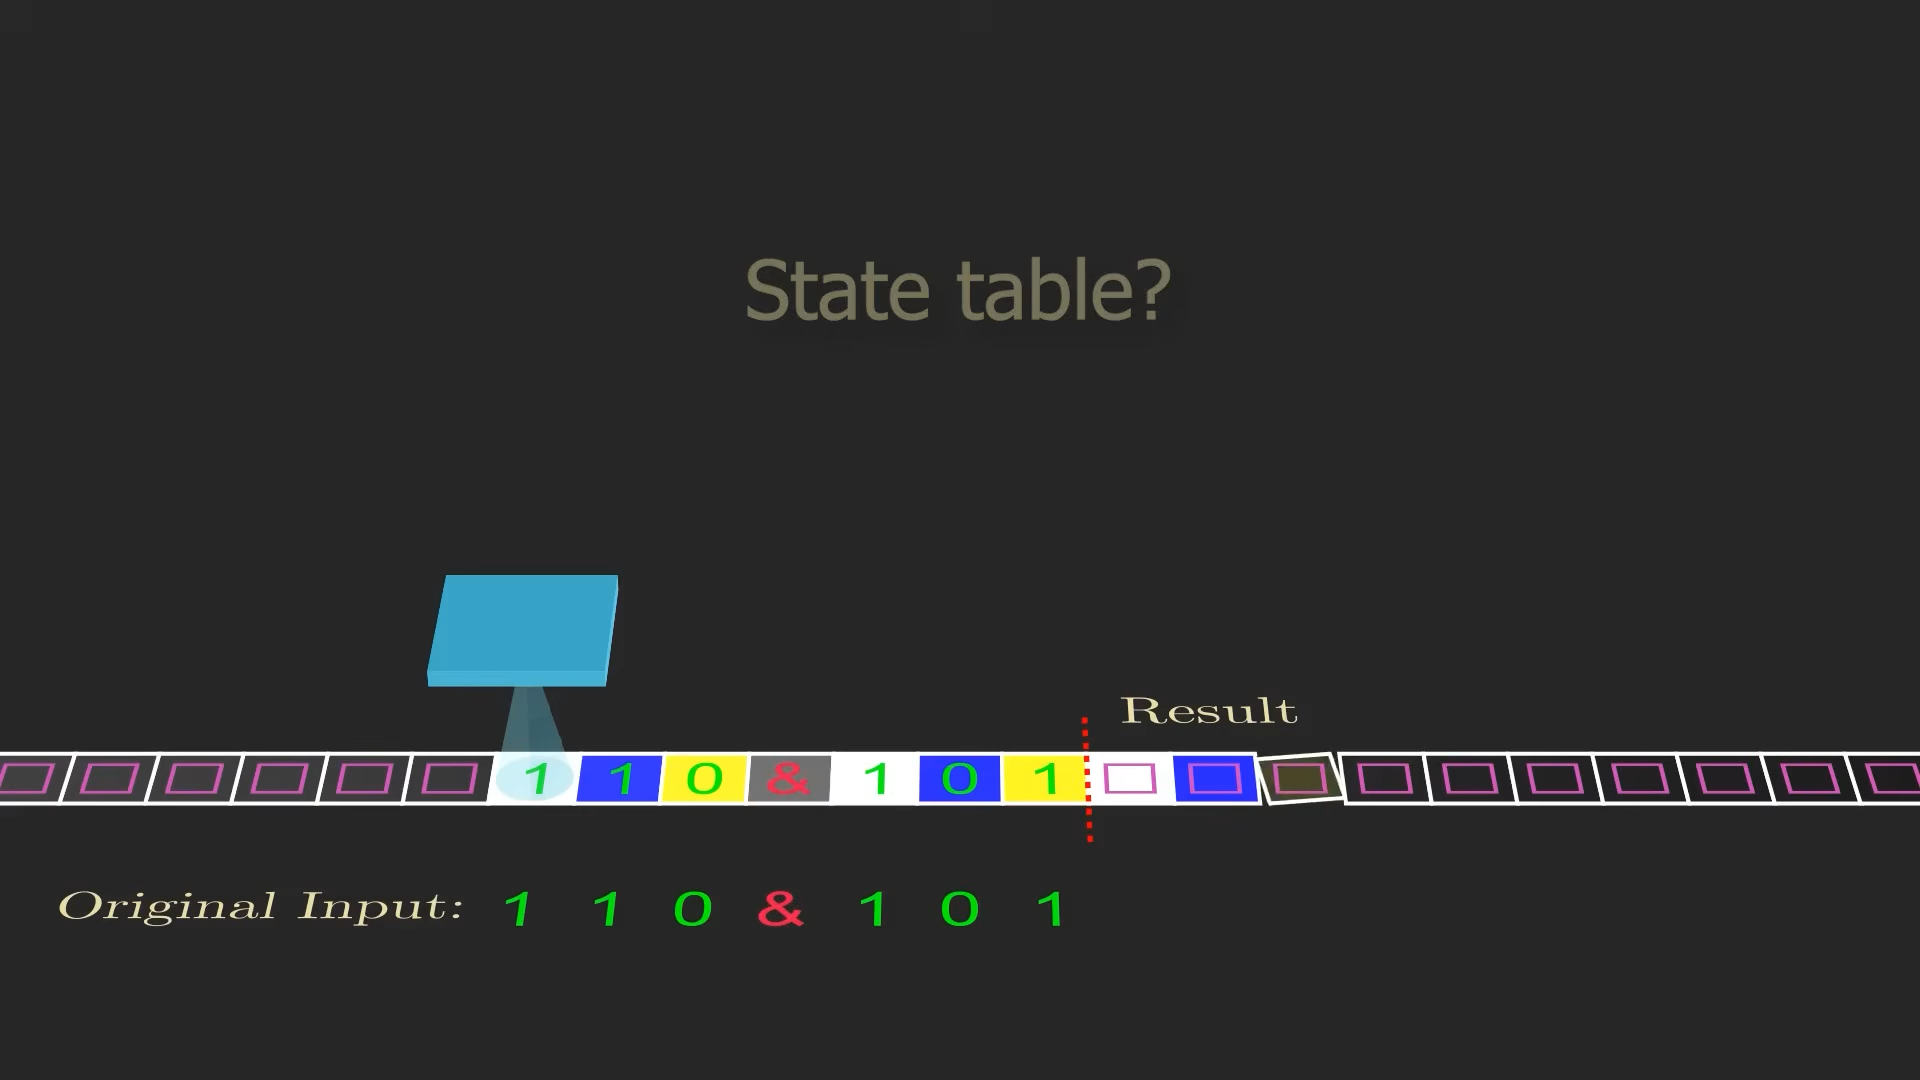 State table?
Result
1 1 0 & 1 0 1
Original Input: 1 1 0 & 1 0 1